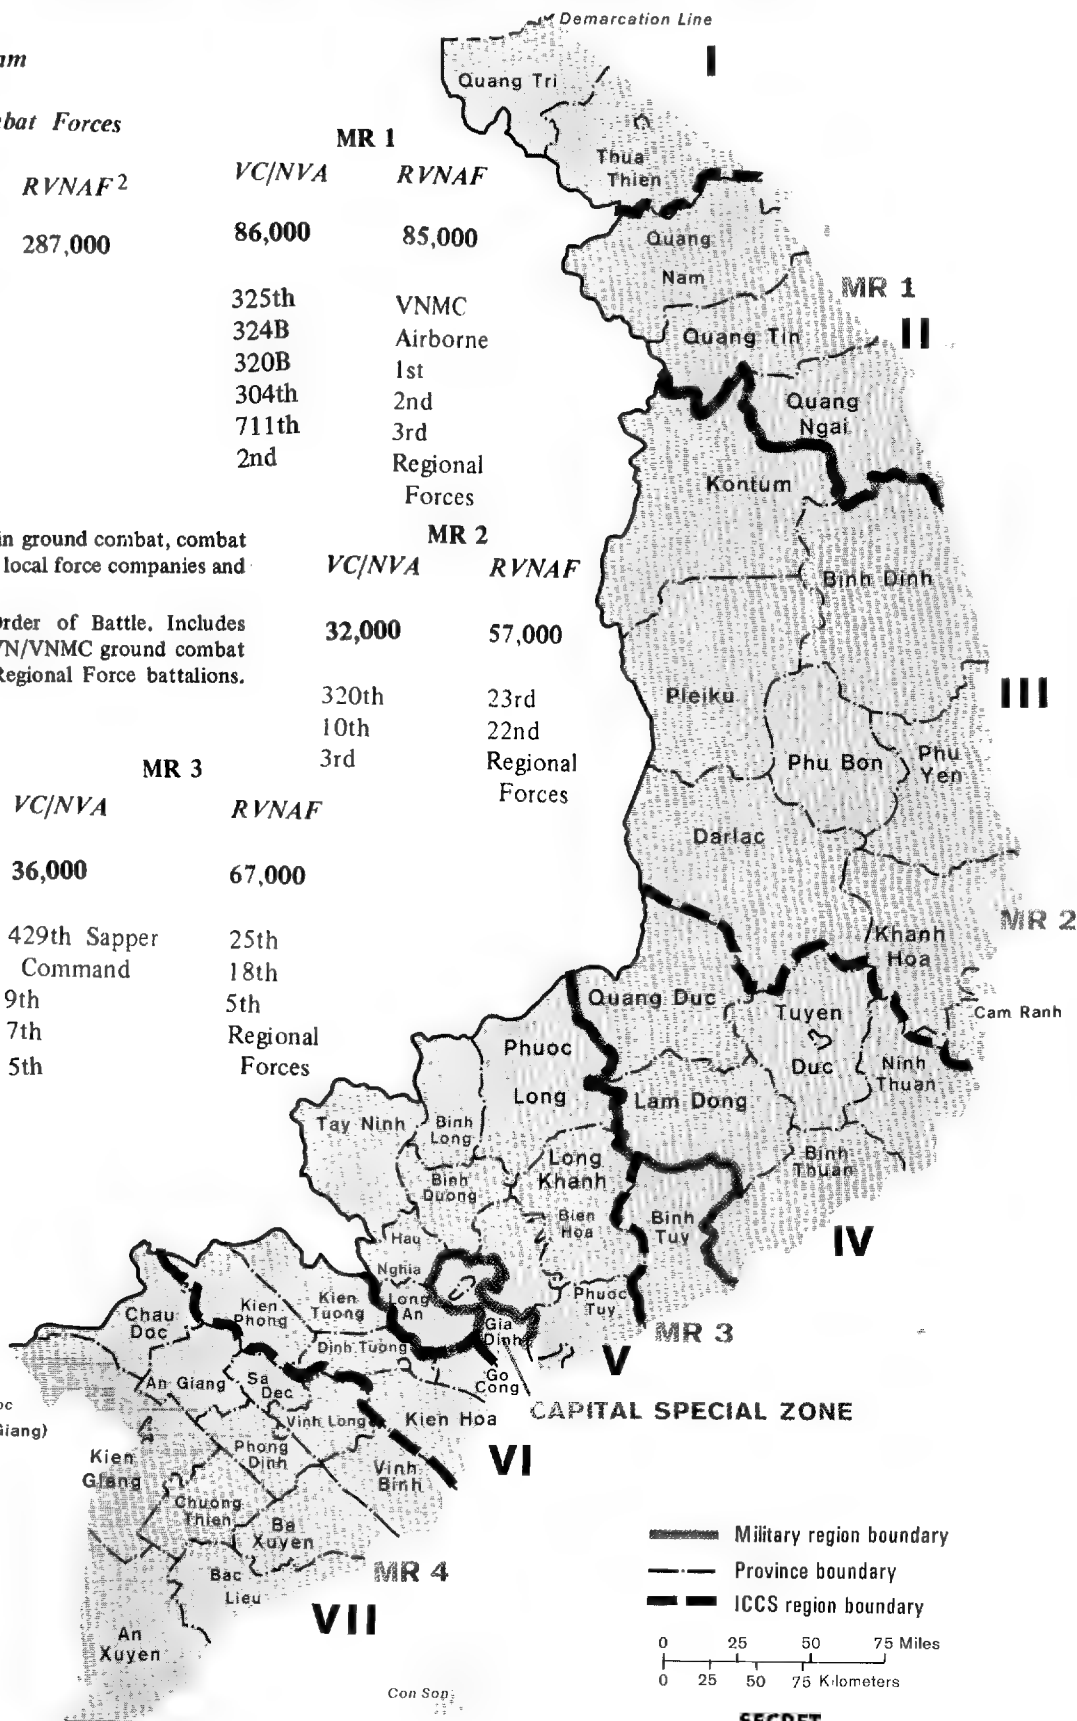 Demarcation Line
am
bat Forces
RVNAF²
287,000
MR 1
VC/NVA RVNAF
86,000 85,000
325th VNMC
324B Airborne
320B 1st
304th 2nd
711th 3rd
2nd Regional
Forces
in ground combat, combat
local force companies and
Order of Battle. Includes
VN/VNMC ground combat
Regional Force battalions.
MR 2
VC/NVA RVNAF
32,000 57,000
320th 23rd
10th 22nd
3rd Regional
Forces
MR 3
VC/NVA RVNAF
36,000 67,000
429th Sapper 25th
Command 18th
9th 5th
7th Regional
5th Forces
I
Quang Tri
Thua
Thien
Quang
Nam
MR 1
II
Quang Tin
Quang
Ngai
Kontum
Binh Dinh
III
Pleiku
Phu Bon
Phu
Yen
Darlac
MR 2
Khanh
Hoa
Cam Ranh
Quang Duc
Tuyen
Duc
Ninh
Thuan
Phuoc
Long
Lam Dong
Tay Ninh
Binh
Long
Binh
Thuan
Long
Khanh
Binh
Duong
Bien
Hoa
Binh
Tuy
IV
Hau
Nghia
Long
An
Phuoc
Tuy
Gia
Dinh
MR 3
V
Chau
Doc
Kien
Phong
Kien
Tuong
Dinh Tuong
Go
Cong
CAPITAL SPECIAL ZONE
An Giang
Sa
Dec
Vinh Long
Kien Hoa
VI
oc
Giang)
Kien
Giang
Phong
Dinh
Vinh
Binh
Chuong
Thien
Ba
Xuyen
MR 4
Bac
Lieu
VII
An
Xuyen
Con Son
Military region boundary
Province boundary
ICCS region boundary
0 25 50 75 Miles
0 25 50 75 Kilometers
SECRET